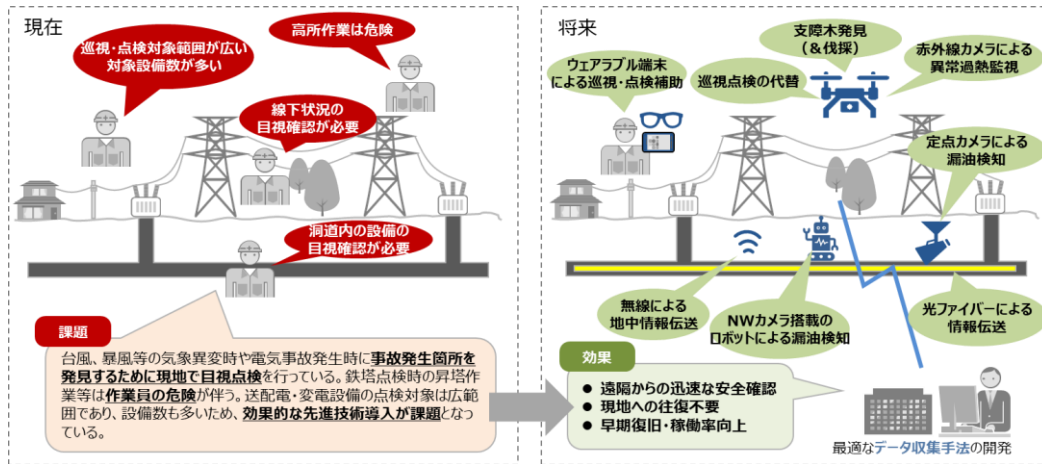 現在
高所作業は危険
巡視・点検対象範囲が広い
対象設備数が多い
線下状況の
目視確認が必要
洞道内の設備の
目視確認が必要
課題
台風、暴風等の気象異変時や電気事故発生時に事故発生箇所を
発見するために現地で目視点検を行っている。鉄塔点検時の昇塔作
業等は作業員の危険が伴う。送配電・変電設備の点検対象は広範
囲であり、設備数も多いため、効果的な先進技術導入が課題となっ
ている。
将来
支障木発見
(&伐採)
ウェアラブル端末
による巡視・点検補助
巡視点検の代替
赤外線カメラによる
異常過熱監視
定点カメラによる
漏油検知
無線による
地中情報伝送
NWカメラ搭載の
ロボットによる漏油検知
光ファイバーによる
情報伝送
効果
● 遠隔からの迅速な安全確認
● 現地への往復不要
● 早期復旧・稼働率向上
最適なデータ収集手法の開発